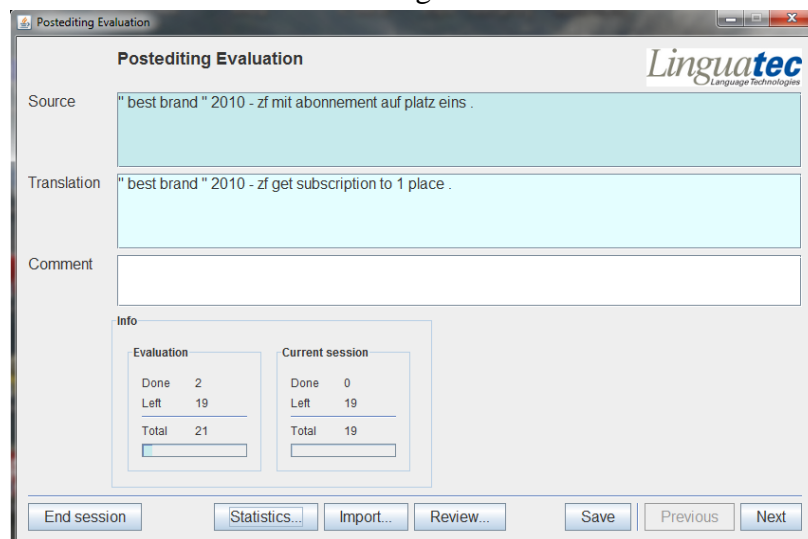 Postediting Evaluation
Postediting Evaluation
Linguatec
Language Technologies
Source
" best brand " 2010 - zf mit abonnement auf platz eins .
Translation
" best brand " 2010 - zf get subscription to 1 place .
Comment
Info
Evaluation
Current session
Done 2
Done 0
Left 19
Left 19
Total 21
Total 19
End session
Statistics...
Import...
Review...
Save
Previous
Next